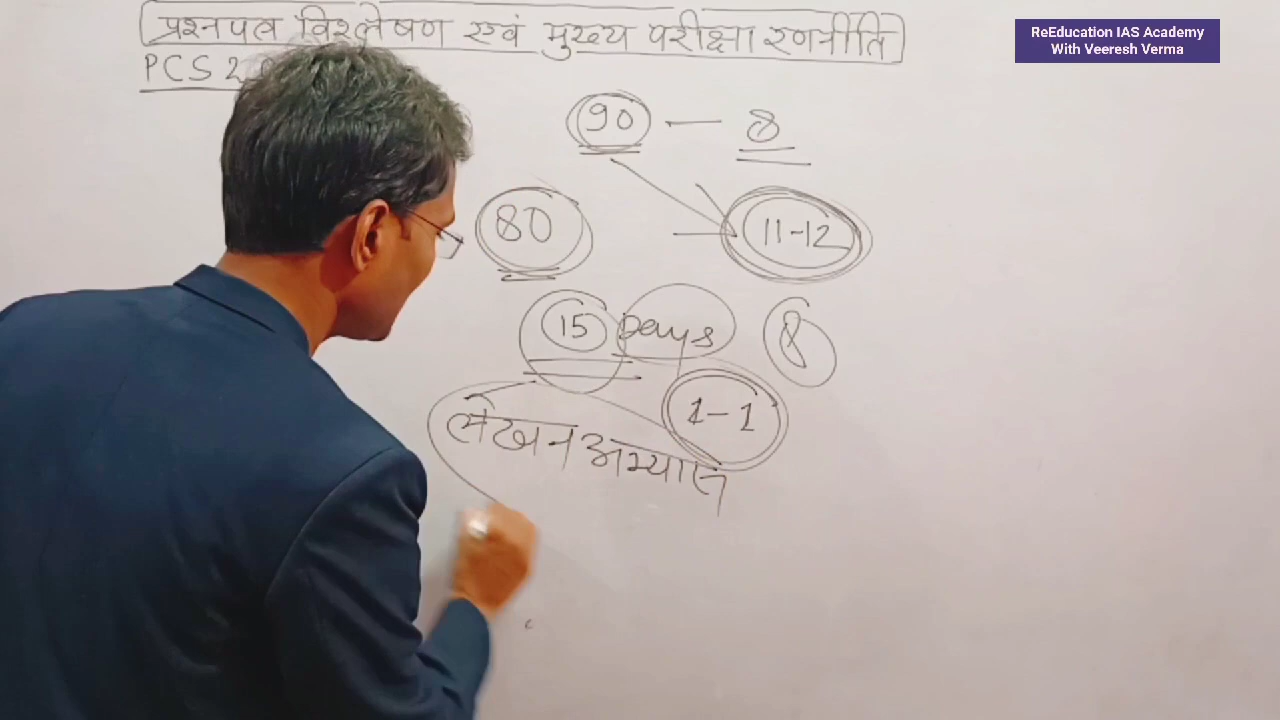 प्रश्नपत्र विश्लेषण एवं मुख्य परीक्षा रणनीति
ReEducation IAS Academy
With Veeresh Verma
PCS 2
90 — 8
80 11-12
15 Days 8
1-1
लेखन अभ्यास